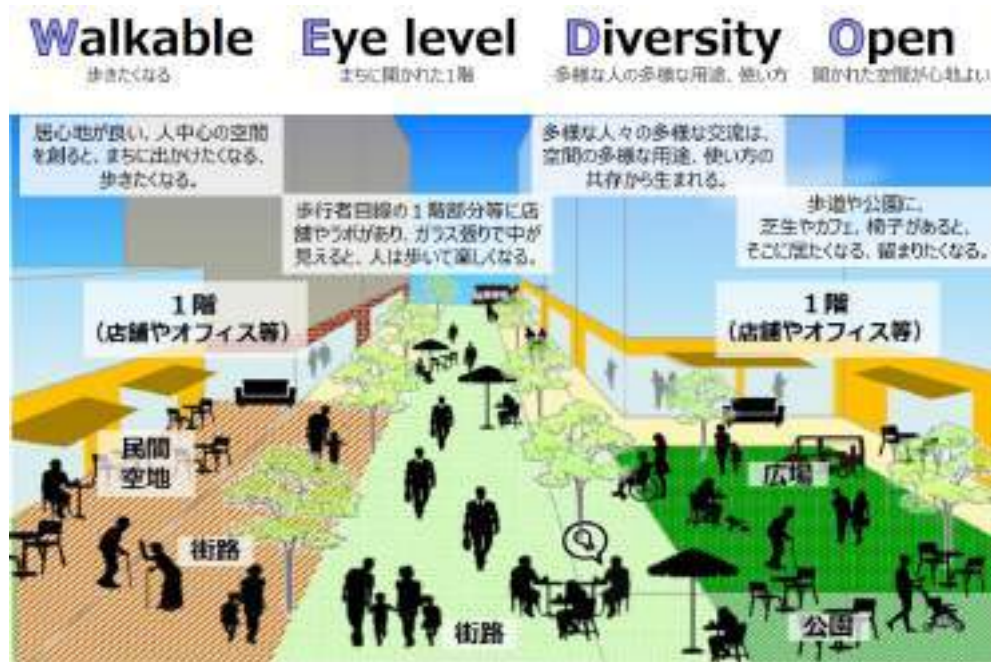 Walkable
歩きたくなる
Eye level
まちに開かれた1階
Diversity
多様な人の多様な用途、使い方
Open
開かれた空間が心地よい
居心地が良い、人中心の空間
を創ると、まちに出かけたくなる、
歩きたくなる。
歩行者目線の1階部分等に店
舗やラボがあり、ガラス張りで中が
見えると、人は歩いて楽しくなる。
多様な人々の多様な交流は、
空間の多様な用途、使い方の
共存から生まれる。
歩道や公園に、
芝生やカフェ、椅子があると、
そこに居たくなる、留まりたくなる。
1階
（店舗やオフィス等）
1階
（店舗やオフィス等）
民間
空地
広場
街路
街路
公園